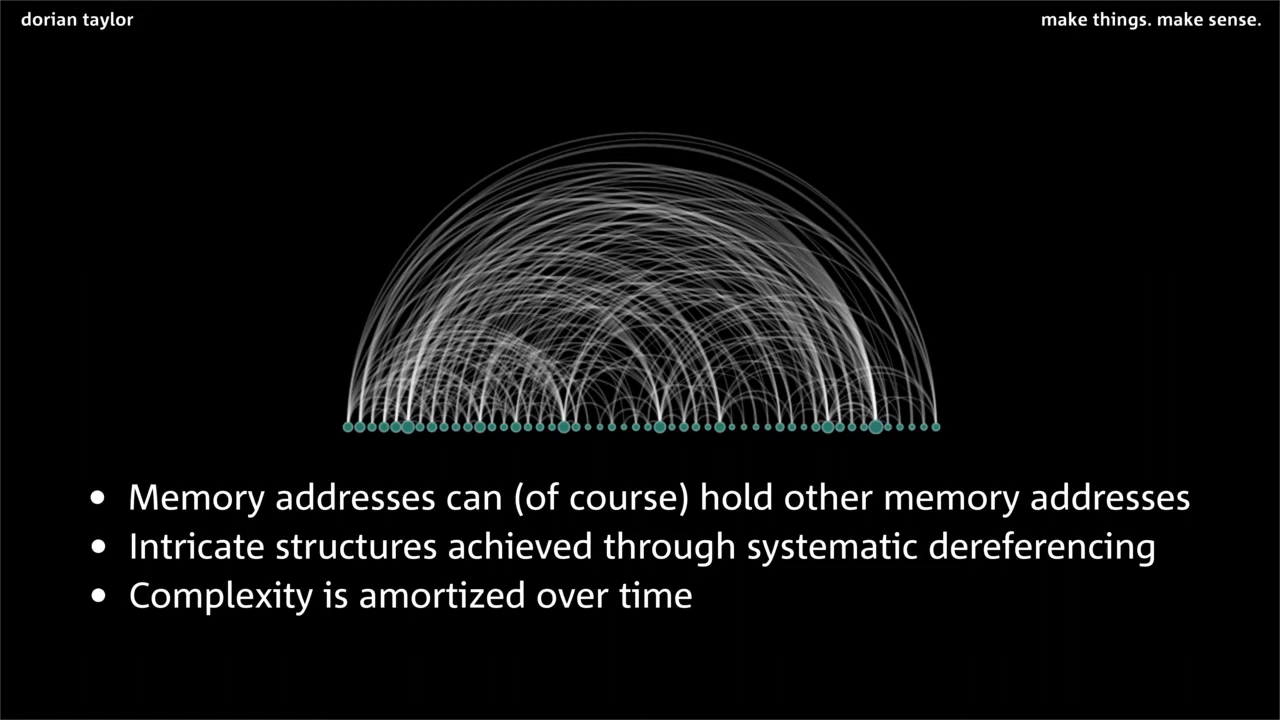 dorian taylor
make things. make sense.
• Memory addresses can (of course) hold other memory addresses
• Intricate structures achieved through systematic dereferencing
• Complexity is amortized over time